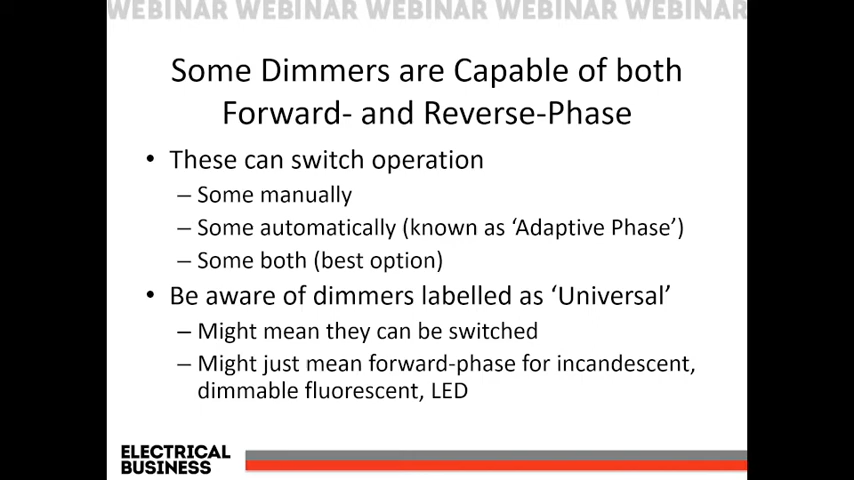 WEBINAR WEBINAR WEBINAR WEBINAR WEBINAR
Some Dimmers are Capable of both
Forward- and Reverse-Phase
• These can switch operation
– Some manually
– Some automatically (known as ‘Adaptive Phase’)
– Some both (best option)
• Be aware of dimmers labelled as ‘Universal’
– Might mean they can be switched
– Might just mean forward-phase for incandescent,
dimmable fluorescent, LED
ELECTRICAL
BUSINESS